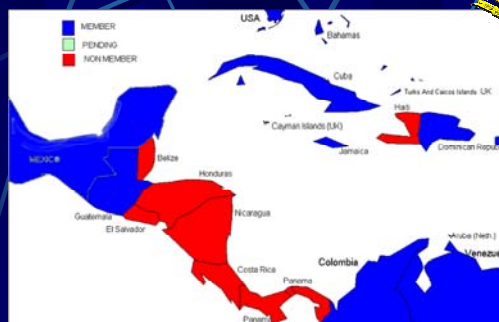 USA
MEMBER
PENDING
NON MEMBER
Bahamas
Cuba
Turks And Caicos Islands UK
Haiti
Cayman Islands (UK)
Jamaica
Dominican Republ
MEXICO
Belize
Honduras
Guatemala
El Salvador
Nicaragua
Aruba (Neth.)
Venezue
Colombia
Costa Rica
Panama
Panama